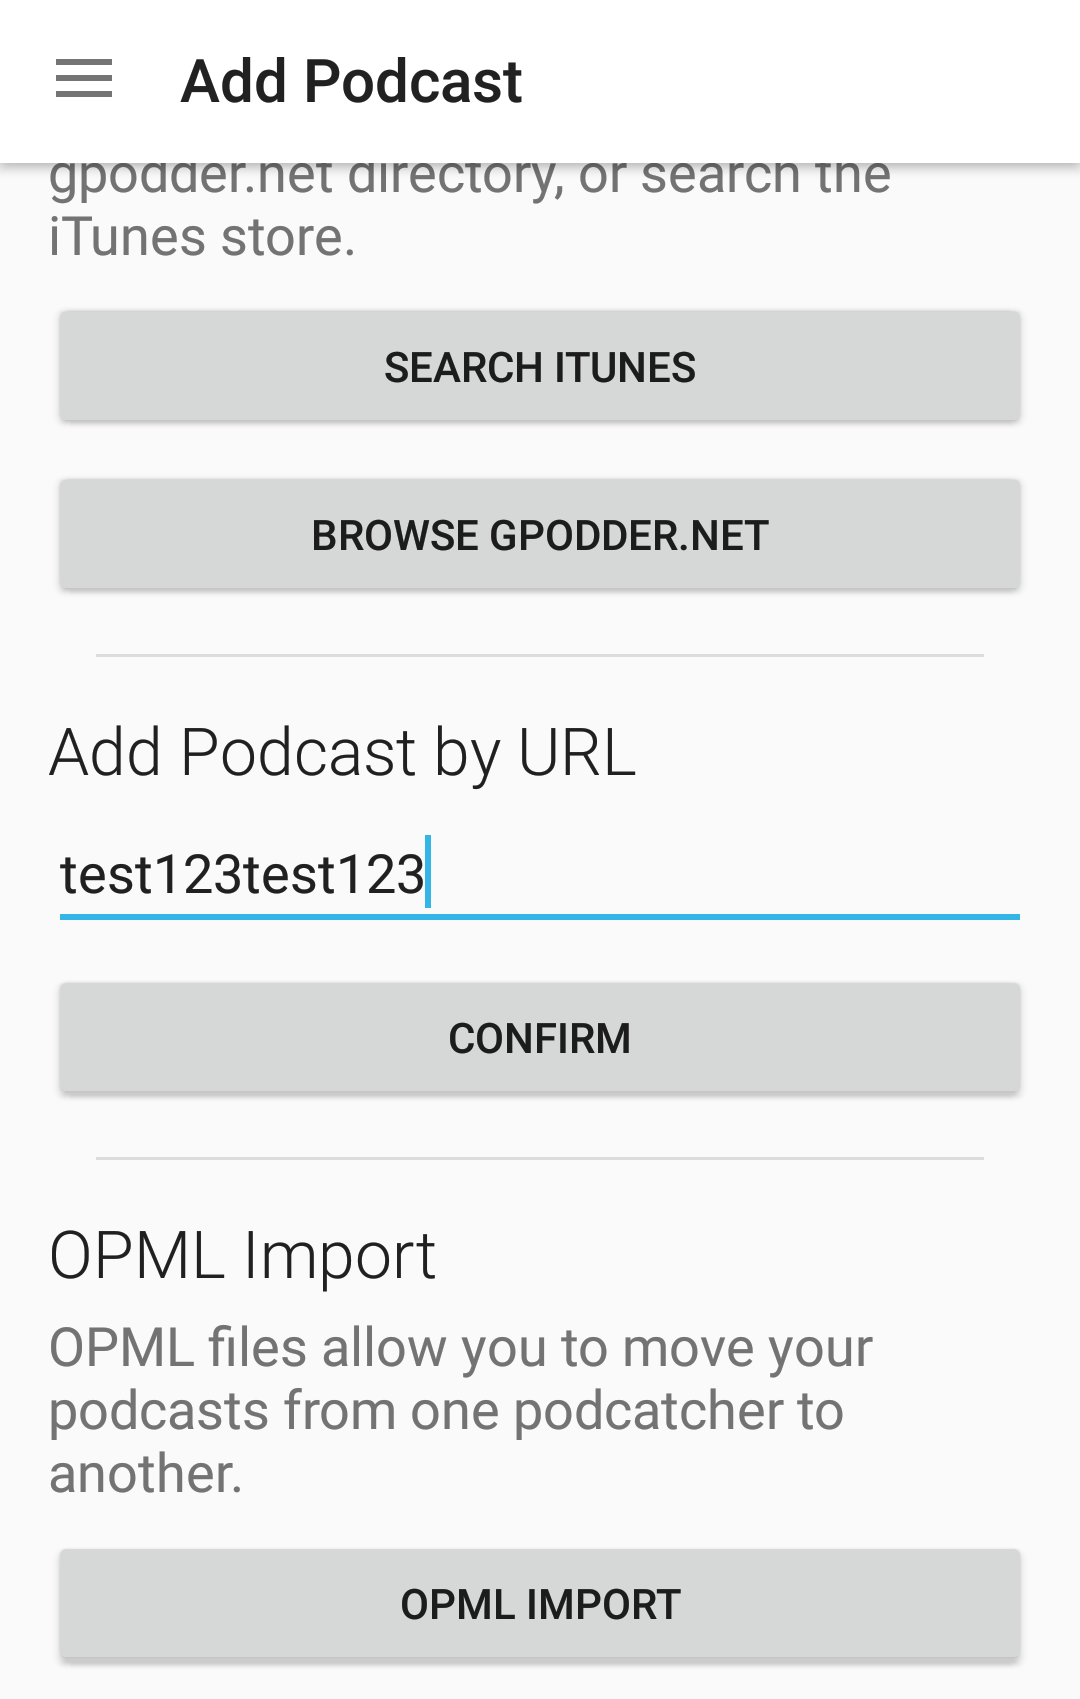 Add Podcast
gpodder.net directory, or search the
iTunes store.
SEARCH ITUNES
BROWSE GPODDER.NET
Add Podcast by URL
test123test123
CONFIRM
OPML Import
OPML files allow you to move your
podcasts from one podcatcher to
another.
OPML IMPORT